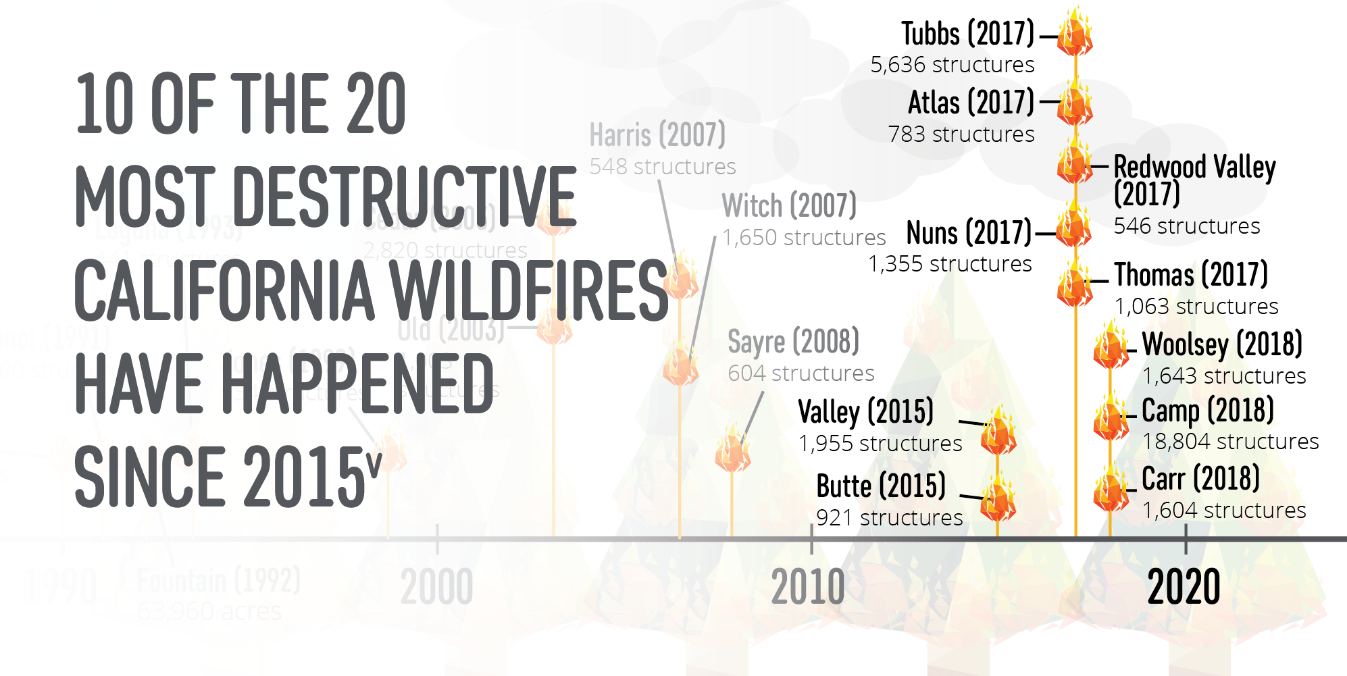 10 OF THE 20
MOST DESTRUCTIVE
CALIFORNIA WILDFIRES
HAVE HAPPENED
SINCE 2015ᵛ
Laguna (1993)
2,820 structures
Old (2003)
structures
Harris (2007)
548 structures
Witch (2007)
1,650 structures
Sayre (2008)
604 structures
Valley (2015)
1,955 structures
Butte (2015)
921 structures
Tubbs (2017)
5,636 structures
Atlas (2017)
783 structures
Redwood Valley
(2017)
546 structures
Nuns (2017)
1,355 structures
Thomas (2017)
1,063 structures
Woolsey (2018)
1,643 structures
Camp (2018)
18,804 structures
Carr (2018)
1,604 structures
1990
2000
2010
2020
Fountain (1992)
63,960 acres